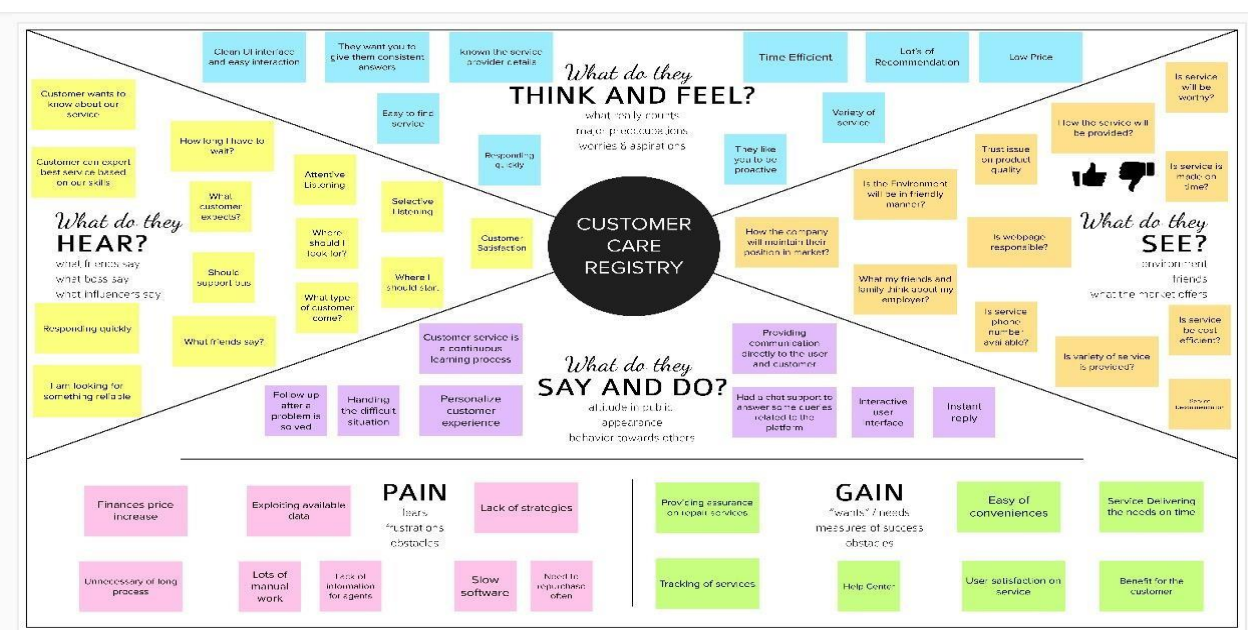 Clean UI interface
and easy interaction
They want you to
give them consistent
answers
known the service
provider details
Easy to find
service
Responding
quickly
What do they
THINK AND FEEL?
what really counts
major preoccupations
worries & aspirations
Time Efficient
Lot's of
Recommendation
Low Price
Variety of
service
They like
you to be
proactive
Customer wants to
know about our
service
Customer can expert
best service based
on our skills
How long I have to
wait?
What
customer
expects?
Attentive
Listening
Selective
Listening
Where
should I
look for?
Customer
Satisfaction
What do they
HEAR?
what friends say
what boss say
what influencers say
Should
support bus
What type
of customer
come?
Where I
should star.
Responding quickly
What friends say?
I am looking for
something reliable
CUSTOMER
CARE
REGISTRY
Is service
will be
worthy?
How the service will
be provided?
Trust issue
on product
quality
Is service is
made on
time?
Is the Environment
will be in friendly
manner?
How the company
will maintain their
position in market?
Is webpage
responsible?
What do they
SEE?
environment
friends
what the market offers
What my friends and
family think about my
employer?
Is service
phone
number
available?
Is service
be cost
efficient?
Is variety of service
is provided?
Customer service is
a continuous
learning process
Follow up
after a
problem is
solved
Handing
the difficult
situation
Personalize
customer
experience
What do they
SAY AND DO?
attitude in public
appearance
behavior towards others
Providing
communication
directly to the user
and customer
Had a chat support to
answer some queries
related to the
platform
Interactive
user
interface
Instant
reply
PAIN
fears
frustrations
obstacles
Finances price
increase
Exploiting available
data
Lack of strategies
Unnecessary of long
process
Lots of
manual
work
Lack of
information
for agents
Slow
software
Need to
repurchase
often
GAIN
"wants" / needs
measures of success
obstacles
Providing assurance
on repair services
Easy of
conveniences
Service Delivering
the needs on time
Tracking of services
Help Center
User satisfaction on
service
Benefit for the
customer